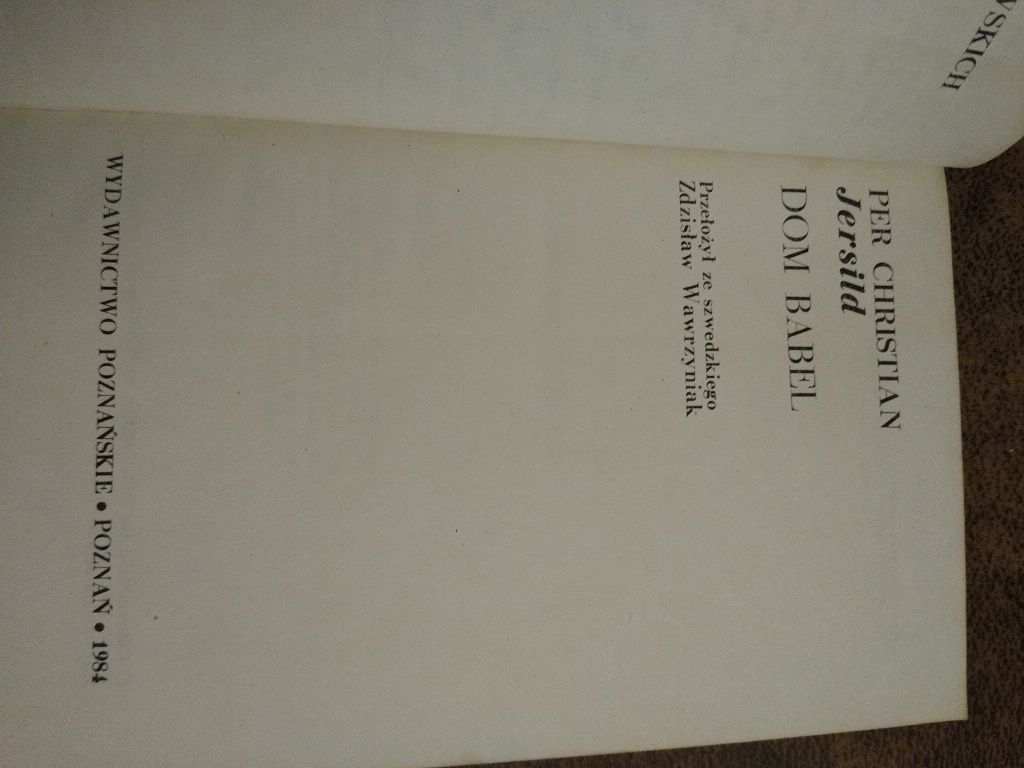 PER CHRISTIAN
Jersild
DOM BABEL
Przełożył ze szwedzkiego
Zdzisław Wawrzyniak
WYDAWNICTWO POZNAŃSKIE • POZNAŃ • 1984